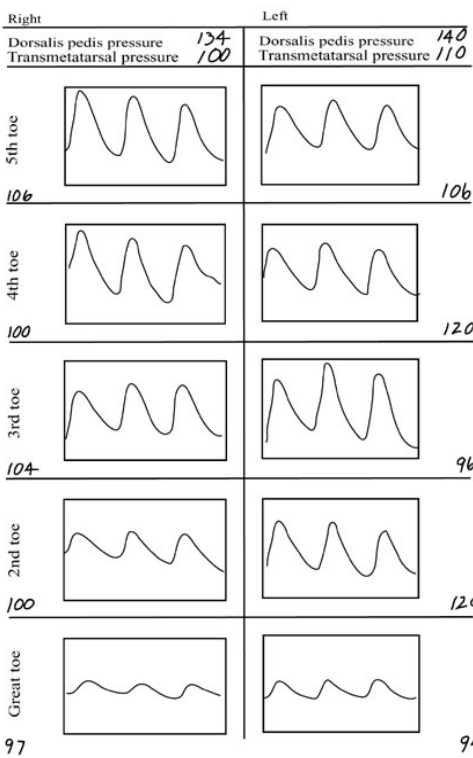 Right Left
Dorsalis pedis pressure 134 Dorsalis pedis pressure 140
Transmetatarsal pressure 100 Transmetatarsal pressure 110
5th toe
106 106
4th toe
100 120
3rd toe
104 96
2nd toe
100 120
Great toe
97